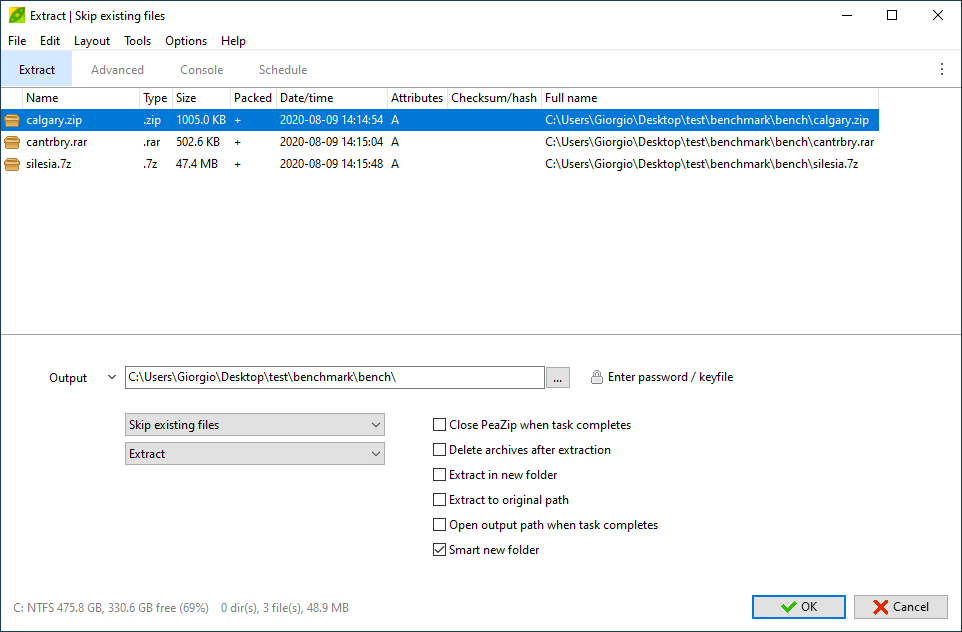 Extract | Skip existing files
File Edit Layout Tools Options Help
Extract Advanced Console Schedule
Name Type Size Packed Date/time Attributes Checksum/hash Full name
calgary.zip .zip 1005.0 KB + 2020-08-09 14:14:54 A C:\Users\Giorgio\Desktop\test\benchmark\bench\calgary.zip
cantrbry.rar .rar 502.6 KB + 2020-08-09 14:15:04 A C:\Users\Giorgio\Desktop\test\benchmark\bench\cantrbry.rar
silesia.7z .7z 47.4 MB + 2020-08-09 14:15:48 A C:\Users\Giorgio\Desktop\test\benchmark\bench\silesia.7z
Output C:\Users\Giorgio\Desktop\test\benchmark\bench\ ... Enter password / keyfile
Skip existing files
Extract
Close PeaZip when task completes
Delete archives after extraction
Extract in new folder
Extract to original path
Open output path when task completes
Smart new folder
C: NTFS 475.8 GB, 330.6 GB free (69%) 0 dir(s), 3 file(s), 48.9 MB OK Cancel